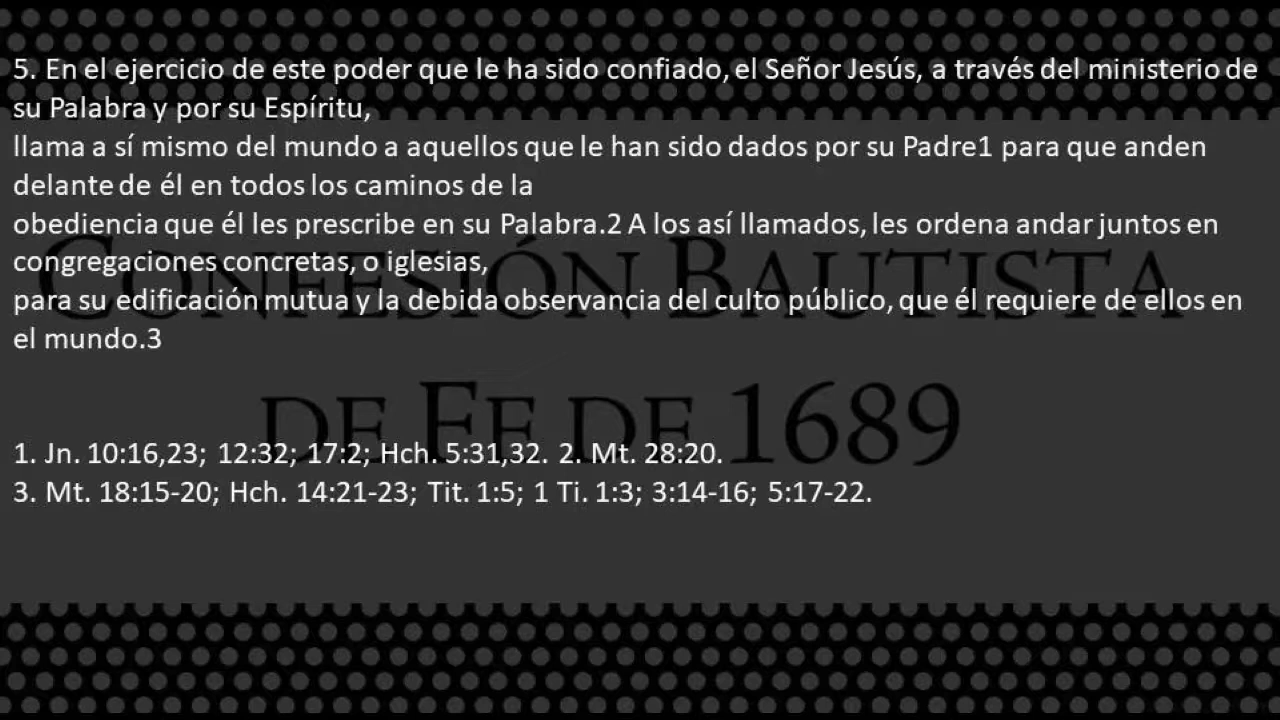 5. En el ejercicio de este poder que le ha sido confiado, el Señor Jesús, a través del ministerio de
su Palabra y por su Espíritu,
llama a sí mismo del mundo a aquellos que le han sido dados por su Padre1 para que anden
delante de él en todos los caminos de la
obediencia que él les prescribe en su Palabra.2 A los así llamados, les ordena andar juntos en
congregaciones concretas, o iglesias,
para su edificación mutua y la debida observancia del culto público, que él requiere de ellos en
el mundo.3
1. Jn. 10:16,23; 12:32; 17:2; Hch. 5:31,32. 2. Mt. 28:20.
3. Mt. 18:15-20; Hch. 14:21-23; Tit. 1:5; 1 Ti. 1:3; 3:14-16; 5:17-22.
Confesión Bautista
de Fe de 1689